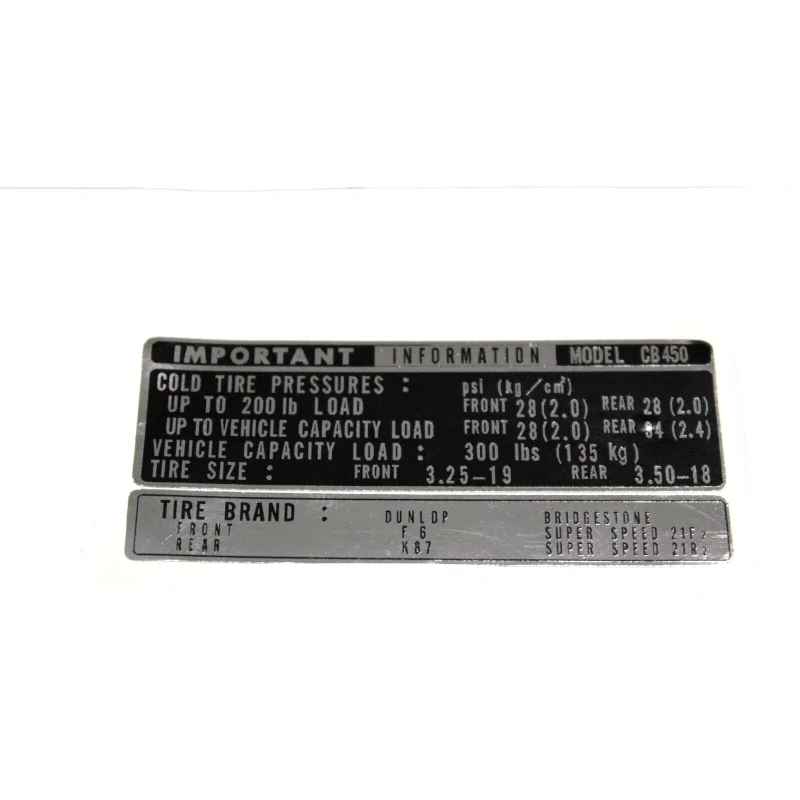 IMPORTANT INFORMATION MODEL CB450
COLD TIRE PRESSURES : psi (kg/cm²)
UP TO 200 lb LOAD FRONT 28 (2.0) REAR 28 (2.0)
UP TO VEHICLE CAPACITY LOAD FRONT 28 (2.0) REAR 34 (2.4)
VEHICLE CAPACITY LOAD : 300 lbs (135 kg)
TIRE SIZE : FRONT 3.25-19 REAR 3.50-18
TIRE BRAND : DUNLOP BRIDGESTONE
FRONT F6 SUPER SPEED 21F2
REAR K87 SUPER SPEED 21R2